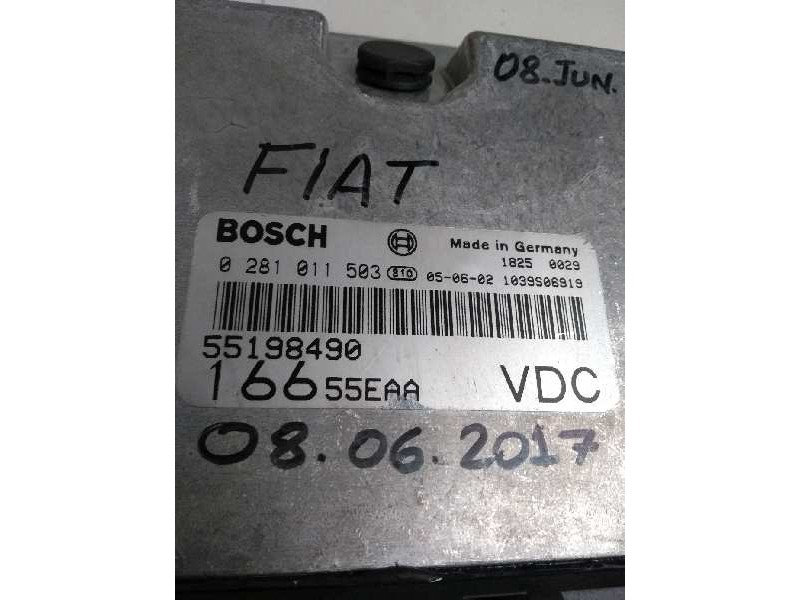 08.JUN.
FIAT
BOSCH
Made in Germany
1825 0029
0 281 011 503 810 05-06-02 1039S06919
55198490
166 55EAA VDC
08.06.2017